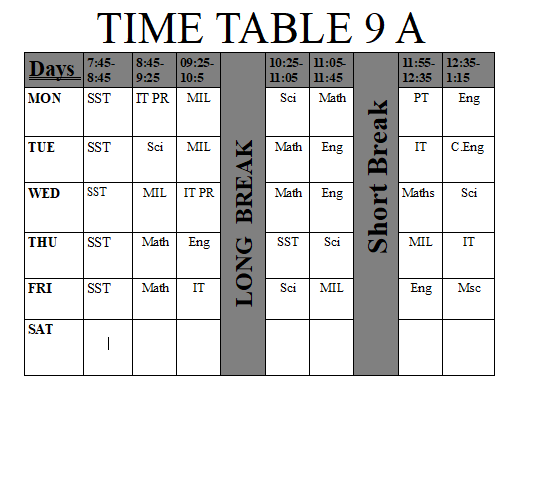 TIME TABLE 9 A
Days 7:45-8:45 8:45-9:25 09:25-10:5 10:25-11:05 11:05-11:45 11:55-12:35 12:35-1:15
MON SST IT PR MIL Sci Math PT Eng
TUE SST Sci MIL Math Eng IT C.Eng
WED SST MIL IT PR Math Eng Maths Sci
THU SST Math Eng SST Sci MIL IT
FRI SST Math IT Sci MIL Eng Msc
SAT
LONG BREAK
Short Break